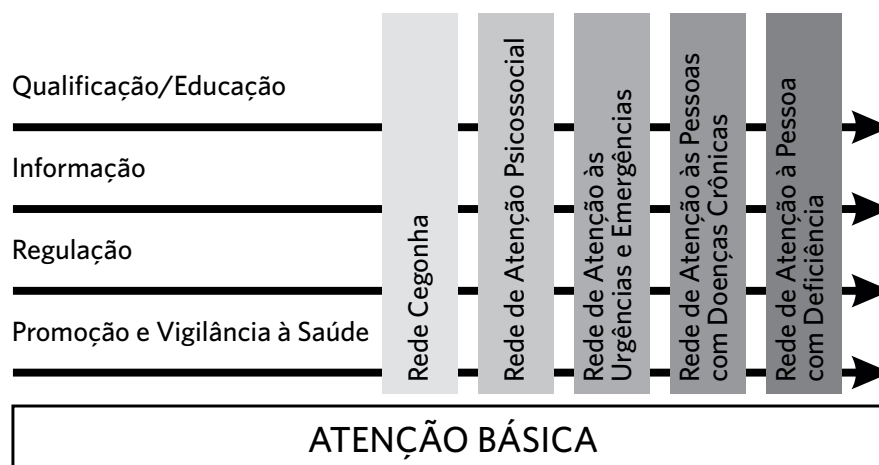 Qualificação/Educação
Informação
Regulação
Promoção e Vigilância à Saúde
Rede Cegonha
Rede de Atenção Psicossocial
Rede de Atenção às
Urgências e Emergências
Rede de Atenção às Pessoas
com Doenças Crônicas
Rede de Atenção à Pessoa
com Deficiência
ATENÇÃO BÁSICA